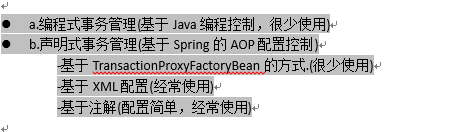 a.编程式事务管理(基于 Java 编程控制，很少使用)
b.声明式事务管理(基于 Spring 的 AOP 配置控制)
-基于 TransactionProxyFactoryBean 的方式.(很少使用)
-基于 XML 配置(经常使用)
-基于注解(配置简单，经常使用)